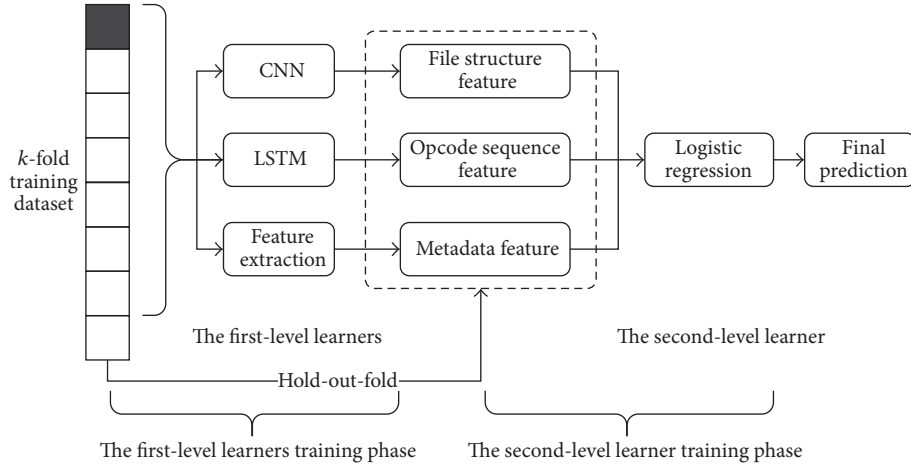 k-fold
training
dataset
CNN
File structure
feature
LSTM
Opcode sequence
feature
Logistic
regression
Final
prediction
Feature
extraction
Metadata feature
The first-level learners
The second-level learner
Hold-out-fold
The first-level learners training phase
The second-level learner training phase